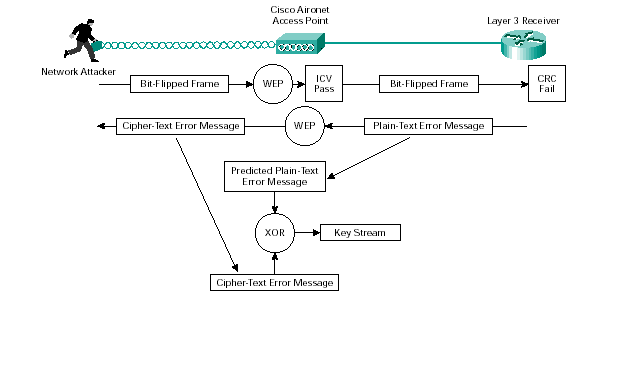 Cisco Aironet
Access Point
Layer 3 Receiver
Network Attacker
Bit-Flipped Frame
WEP
ICV
Pass
Bit-Flipped Frame
CRC
Fail
Cipher-Text Error Message
WEP
Plain-Text Error Message
Predicted Plain-Text
Error Message
XOR
Key Stream
Cipher-Text Error Message